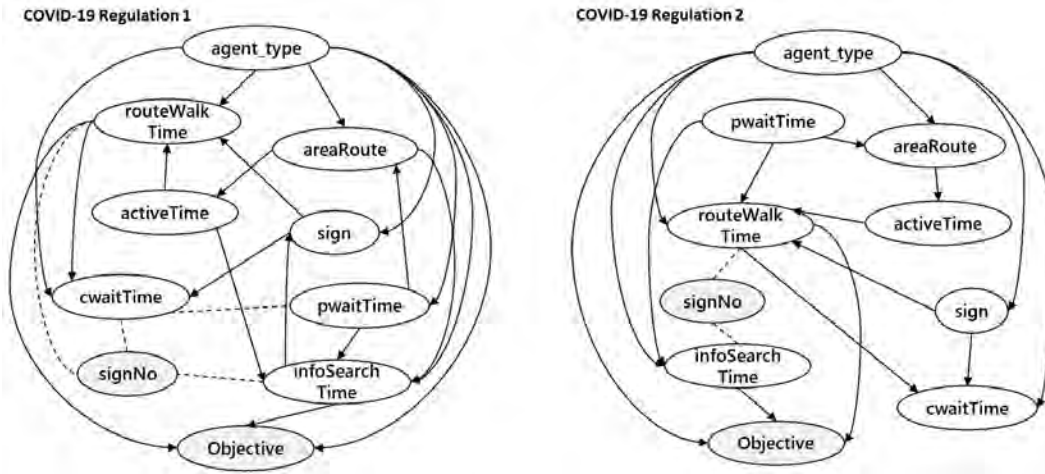 COVID-19 Regulation 1
agent_type
routeWalk
Time
areaRoute
activeTime
sign
cwaitTime
pwaitTime
signNo
infoSearch
Time
Objective
COVID-19 Regulation 2
agent_type
pwaitTime
areaRoute
routeWalk
Time
activeTime
signNo
sign
infoSearch
Time
cwaitTime
Objective